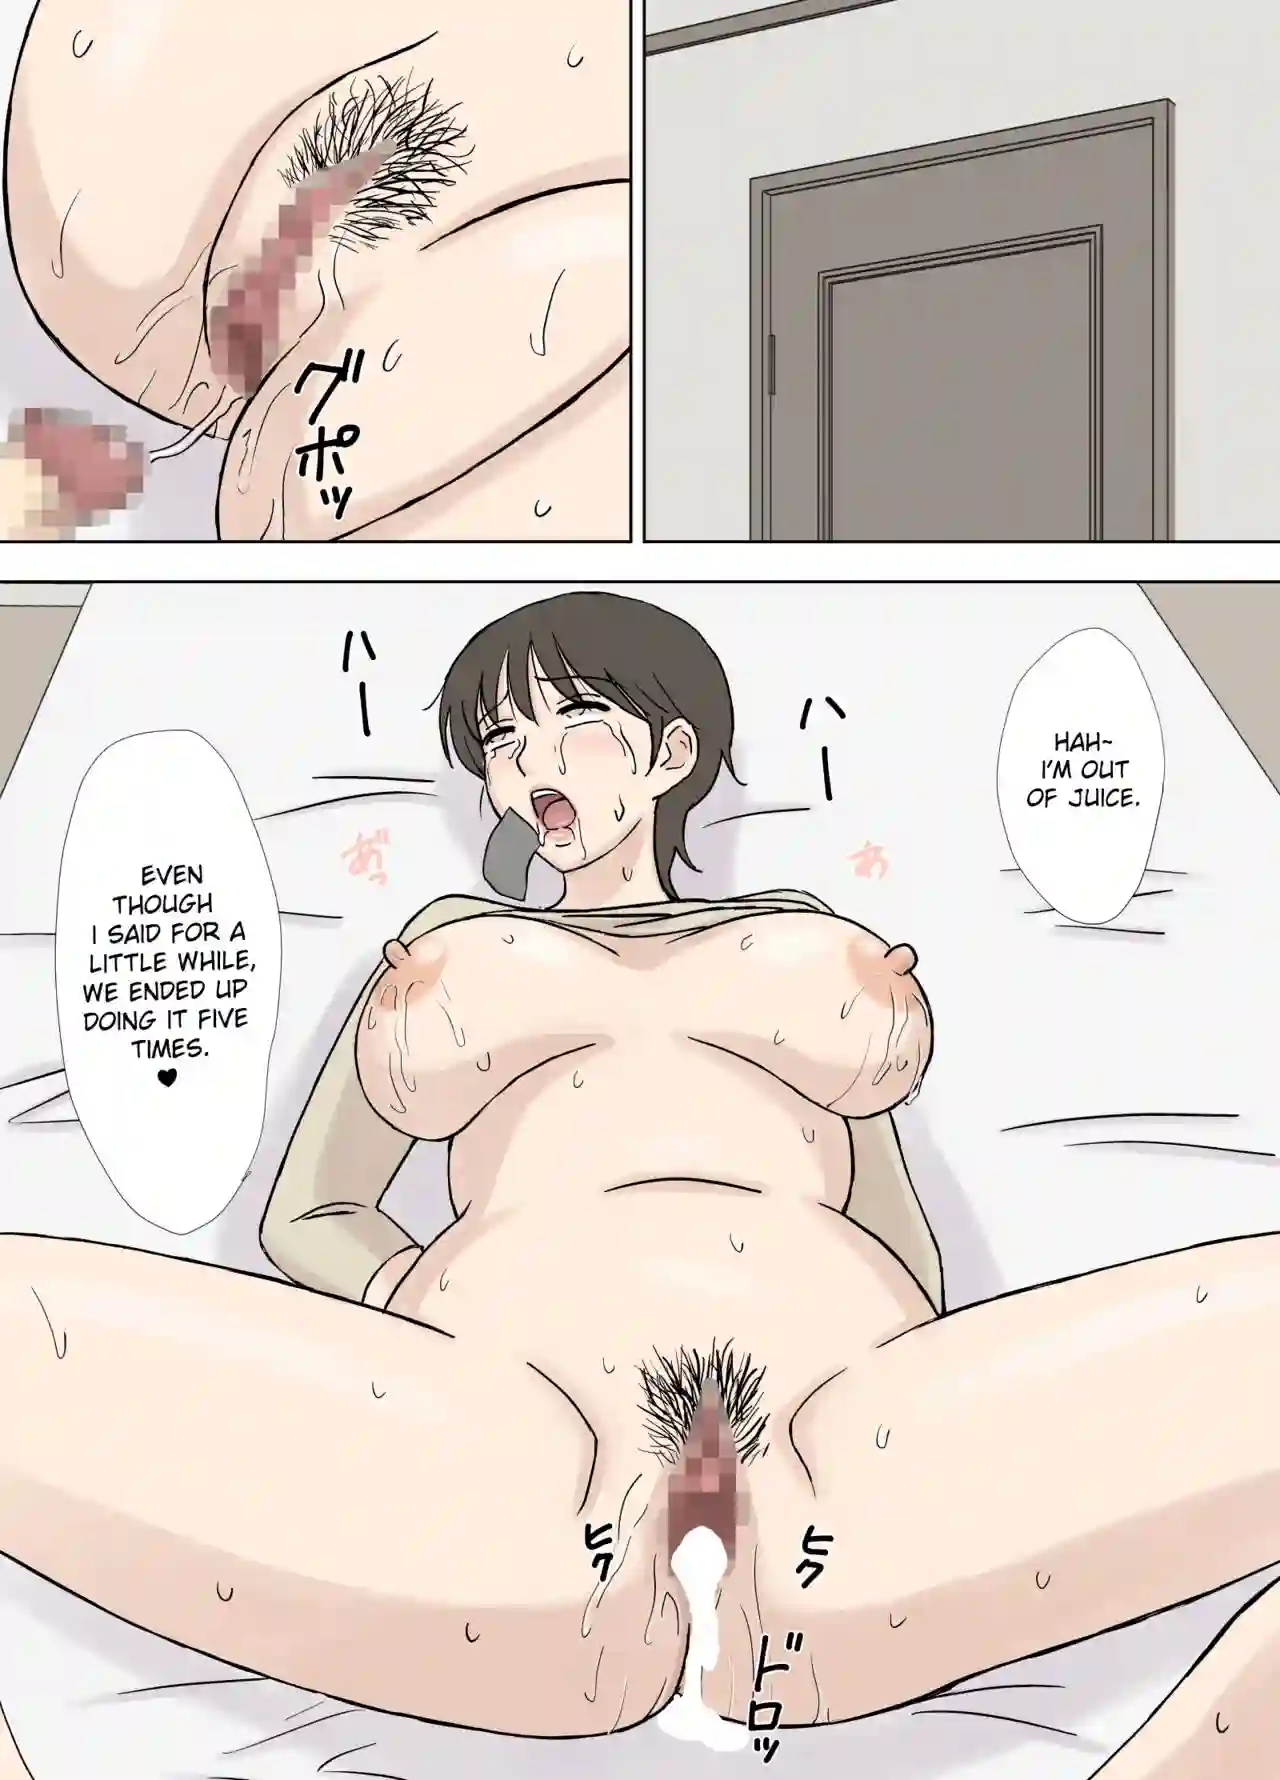 グポッ
HAH~
I'M OUT
OF JUICE.
ハー
ハー
あ゛っ
あ
EVEN
THOUGH
I SAID FOR A
LITTLE WHILE,
WE ENDED UP
DOING IT FIVE
TIMES.
♥
ヒク
ヒク
ドロッ